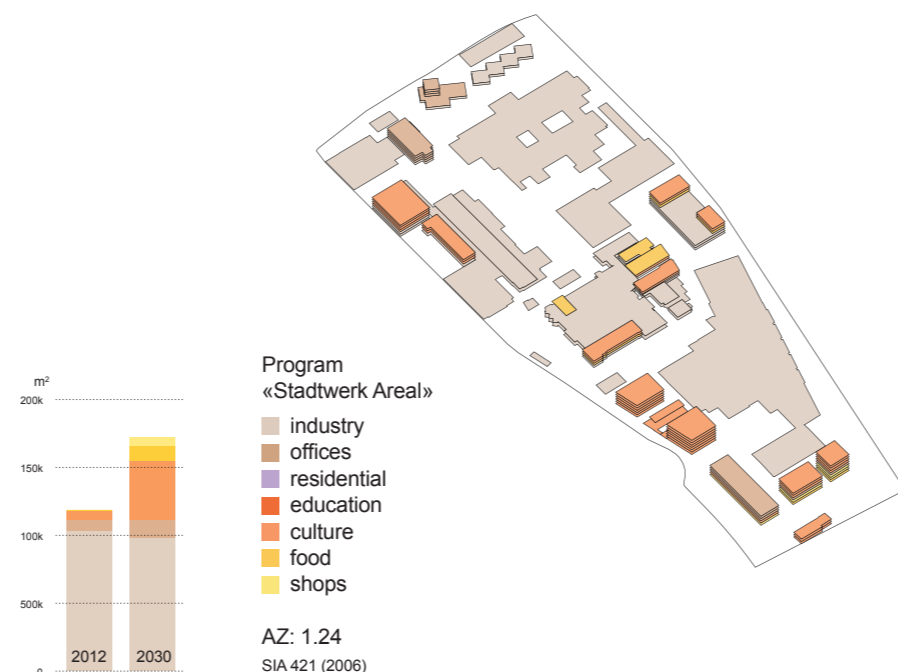 m²
200k
150k
100k
500k
0
2012
2030
Program
«Stadtwerk Areal»
industry
offices
residential
education
culture
food
shops
AZ: 1.24
SIA 421 (2006)